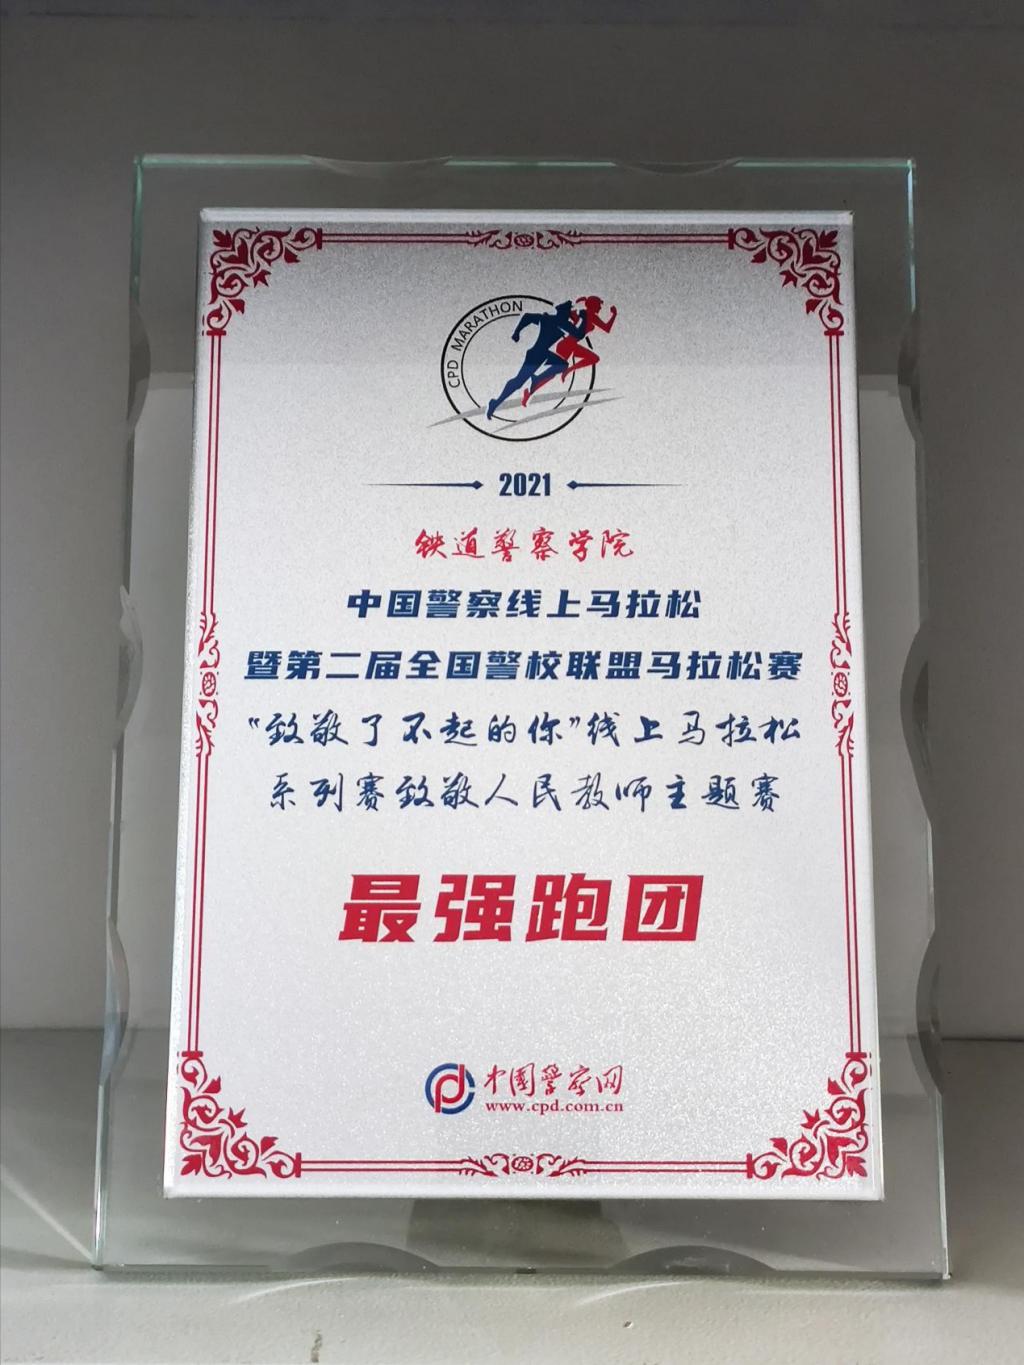 CPD MARATHON
2021
铁道警察学院
中国警察线上马拉松
暨第二届全国警校联盟马拉松赛
“致敬了不起的你”线上马拉松
系列赛致敬人民教师主题赛
最强跑团
中国警察网
www.cpd.com.cn